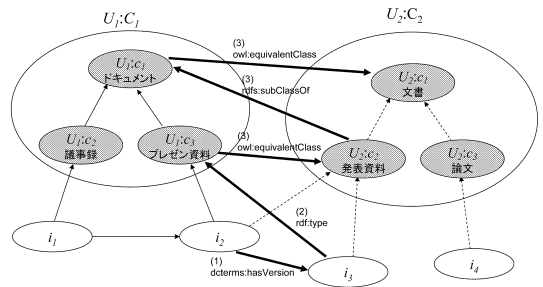 U1:C1
U2:C2
(3)
owl:equivalentClass
U1:c1
ドキュメント
(3)
rdfs:subClassOf
U2:c1
文書
U1:c2
議事録
U1:c3
プレゼン資料
(3)
owl:equivalentClass
U2:c2
発表資料
U2:c3
論文
(2)
rdf:type
i1
i2
(1)
dcterms:hasVersion
i3
i4